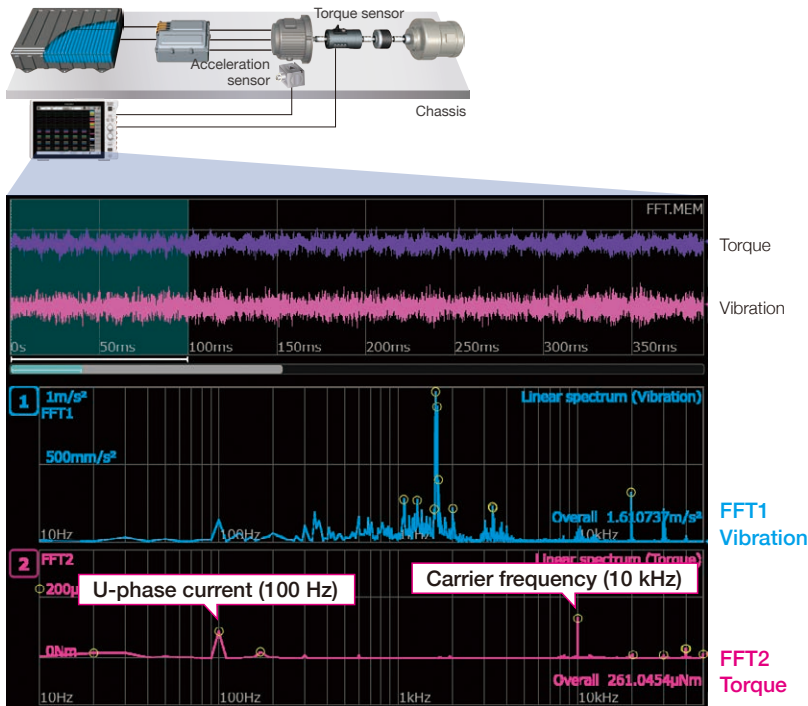 Torque sensor
Acceleration
sensor
Chassis
FFT.MEM
Torque
Vibration
0s 50ms 100ms 150ms 200ms 250ms 300ms 350ms
1 1m/s² Linear spectrum (Vibration)
FFT1
500mm/s²
FFT1
Vibration
Overall 1.610737m/s²
10Hz 100Hz 1kHz 10kHz
2 FFT2 Linear spectrum (Torque)
U-phase current (100 Hz)
Carrier frequency (10 kHz)
0Nm
FFT2
Torque
Overall 261.0454μNm
10Hz 100Hz 1kHz 10kHz